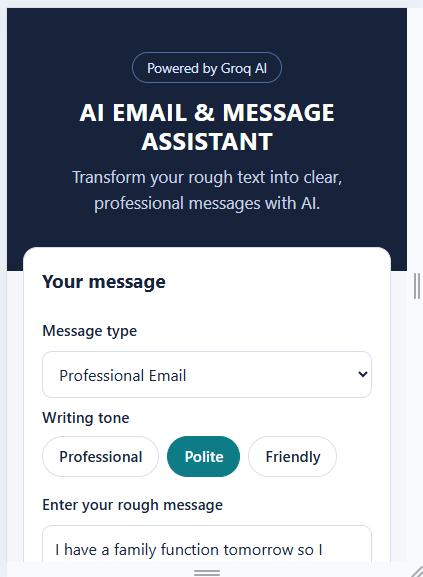 Powered by Groq AI
AI EMAIL & MESSAGE
ASSISTANT
Transform your rough text into clear,
professional messages with AI.
Your message
Message type
Professional Email
Writing tone
Professional
Polite
Friendly
Enter your rough message
I have a family function tomorrow so I